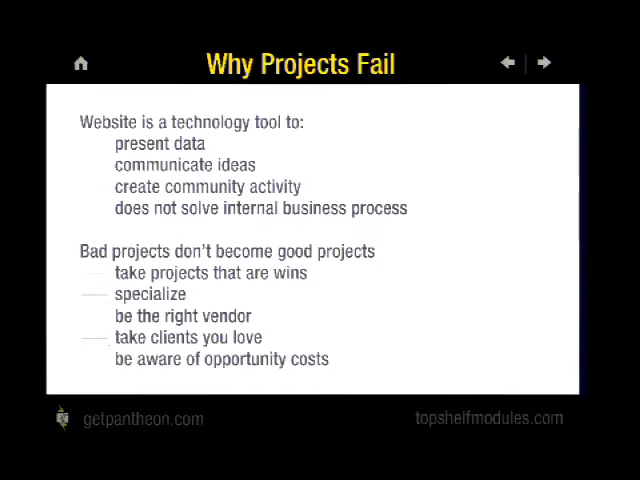 Why Projects Fail
Website is a technology tool to:
present data
communicate ideas
create community activity
does not solve internal business process
Bad projects don't become good projects
take projects that are wins
specialize
be the right vendor
take clients you love
be aware of opportunity costs
getpantheon.com
topshelfmodules.com